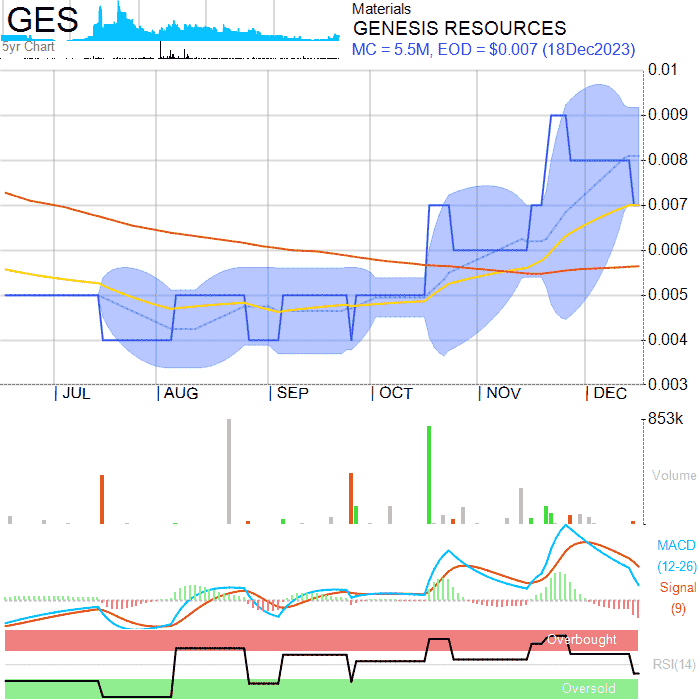 GES
5yr Chart
Materials
GENESIS RESOURCES
MC = 5.5M, EOD = $0.007 (18Dec2023)
0.01
0.009
0.008
0.007
0.006
0.005
0.004
0.003
JUL AUG SEP OCT NOV DEC
853k
Volume
MACD
(12-26)
Signal
(9)
Overbought
RSI(14)
Oversold